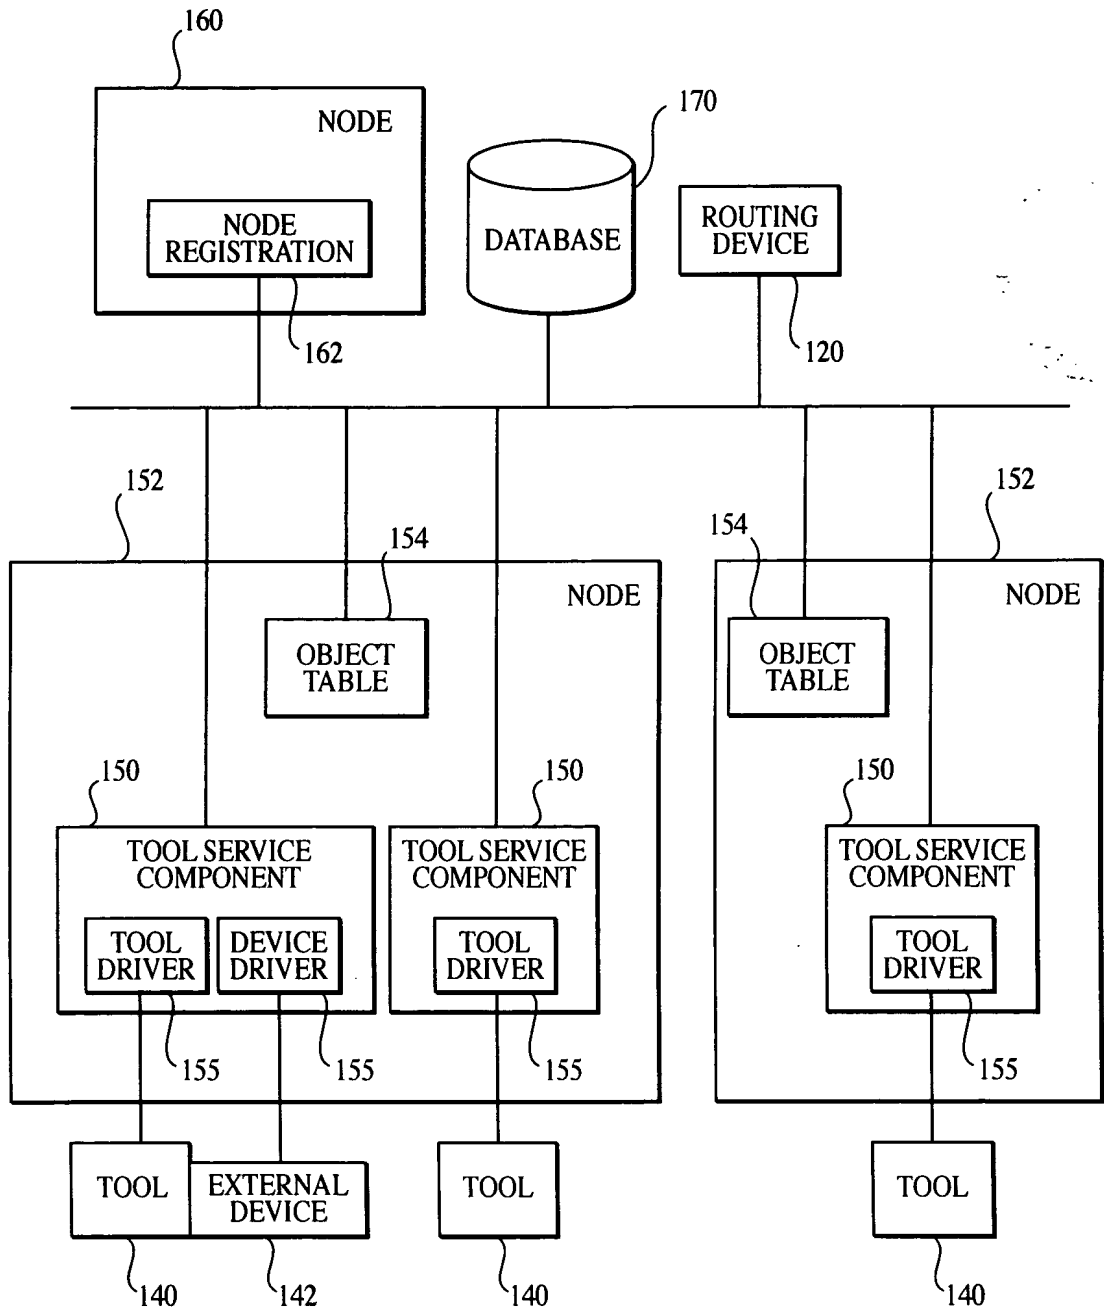 160
NODE
NODE
REGISTRATION
162
170
DATABASE
ROUTING
DEVICE
120
152
154
NODE
OBJECT
TABLE
150
TOOL SERVICE
COMPONENT
TOOL
DRIVER
DEVICE
DRIVER
155
155
150
TOOL SERVICE
COMPONENT
TOOL
DRIVER
155
152
154
NODE
OBJECT
TABLE
150
TOOL SERVICE
COMPONENT
TOOL
DRIVER
155
TOOL
EXTERNAL
DEVICE
TOOL
TOOL
140
142
140
140